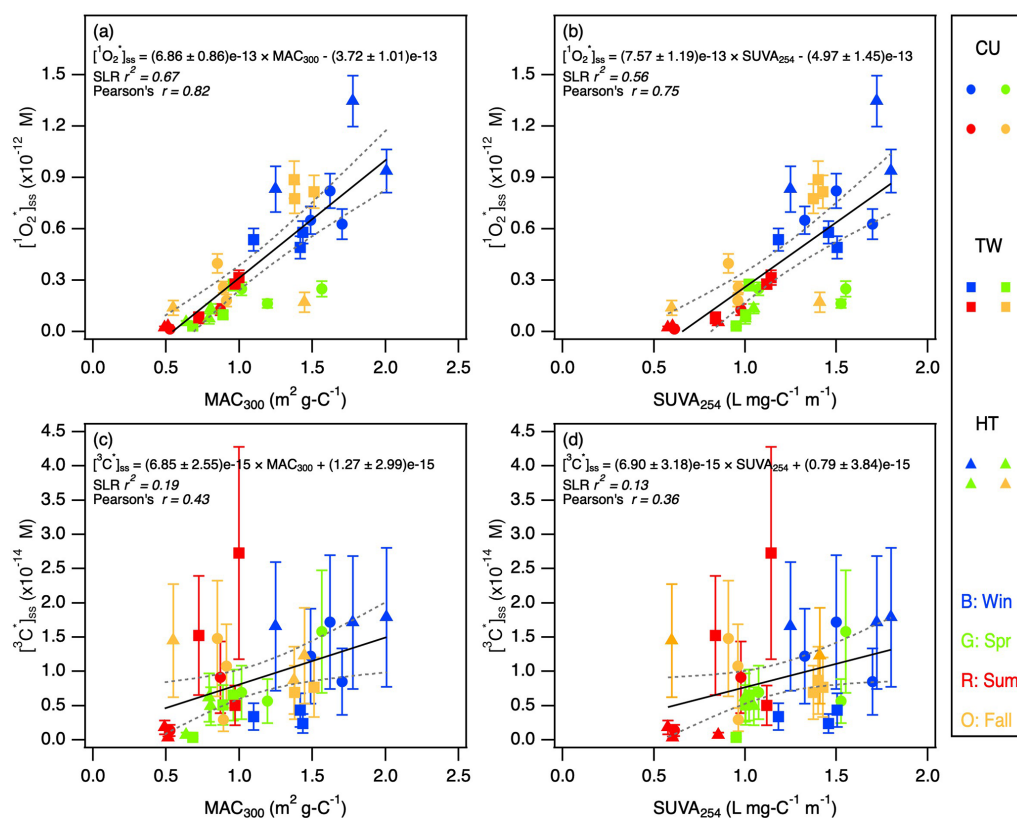 (a)
[¹O₂*]ss = (6.86 ± 0.86)e-13 × MAC₃₀₀ − (3.72 ± 1.01)e-13
SLR r² = 0.67
Pearson's r = 0.82
1.5
1.2
0.9
0.6
0.3
0.0
[¹O₂*]ss (x10⁻¹² M)
0.0 0.5 1.0 1.5 2.0 2.5
MAC₃₀₀ (m² g-C⁻¹)
(b)
[¹O₂*]ss = (7.57 ± 1.19)e-13 × SUVA₂₅₄ − (4.97 ± 1.45)e-13
SLR r² = 0.56
Pearson's r = 0.75
1.5
1.2
0.9
0.6
0.3
0.0
[¹O₂*]ss (x10⁻¹² M)
0.0 0.5 1.0 1.5 2.0
SUVA₂₅₄ (L mg-C⁻¹ m⁻¹)
(c)
[³C*]ss = (6.85 ± 2.55)e-15 × MAC₃₀₀ + (1.27 ± 2.99)e-15
SLR r² = 0.19
Pearson's r = 0.43
4.5
4.0
3.5
3.0
2.5
2.0
1.5
1.0
0.5
0.0
[³C*]ss (x10⁻¹⁴ M)
0.0 0.5 1.0 1.5 2.0 2.5
MAC₃₀₀ (m² g-C⁻¹)
(d)
[³C*]ss = (6.90 ± 3.18)e-15 × SUVA₂₅₄ + (0.79 ± 3.84)e-15
SLR r² = 0.13
Pearson's r = 0.36
4.5
4.0
3.5
3.0
2.5
2.0
1.5
1.0
0.5
0.0
[³C*]ss (x10⁻¹⁴ M)
0.0 0.5 1.0 1.5 2.0
SUVA₂₅₄ (L mg-C⁻¹ m⁻¹)
CU
TW
HT
B: Win
G: Spr
R: Sum
O: Fall